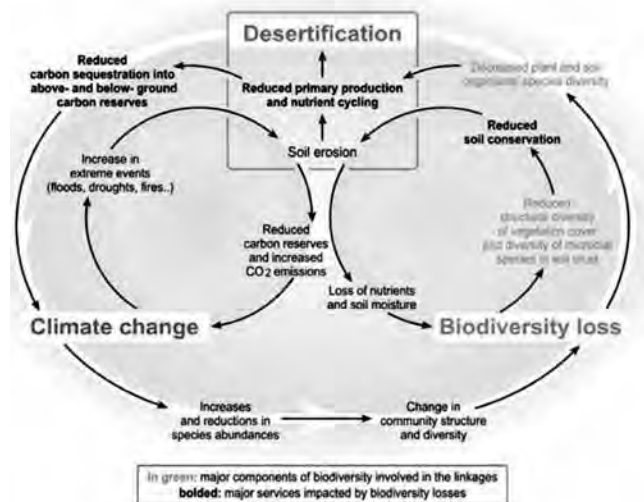 Desertification
Reduced
carbon sequestration into
above- and below- ground
carbon reserves
Reduced primary production
and nutrient cycling
Decreased plant and soil
organisms species diversity
Soil erosion
Reduced
soil conservation
Increase in
extreme events
(floods, droughts, fires..)
Reduced
structural diversity
of vegetation cover
and diversity of microbial
species in soil crust
Reduced
carbon reserves
and increased
CO2 emissions
Loss of nutrients
and soil moisture
Climate change
Biodiversity loss
Increases
and reductions in
species abundances
Change in
community structure
and diversity
In green: major components of biodiversity involved in the linkages
bolded: major services impacted by biodiversity losses